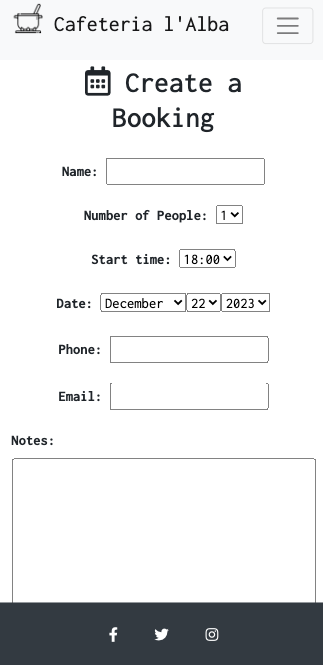 Cafeteria l'Alba
Create a
Booking
Name:
Number of People: 1
Start time: 18:00
Date: December 22 2023
Phone:
Email:
Notes: